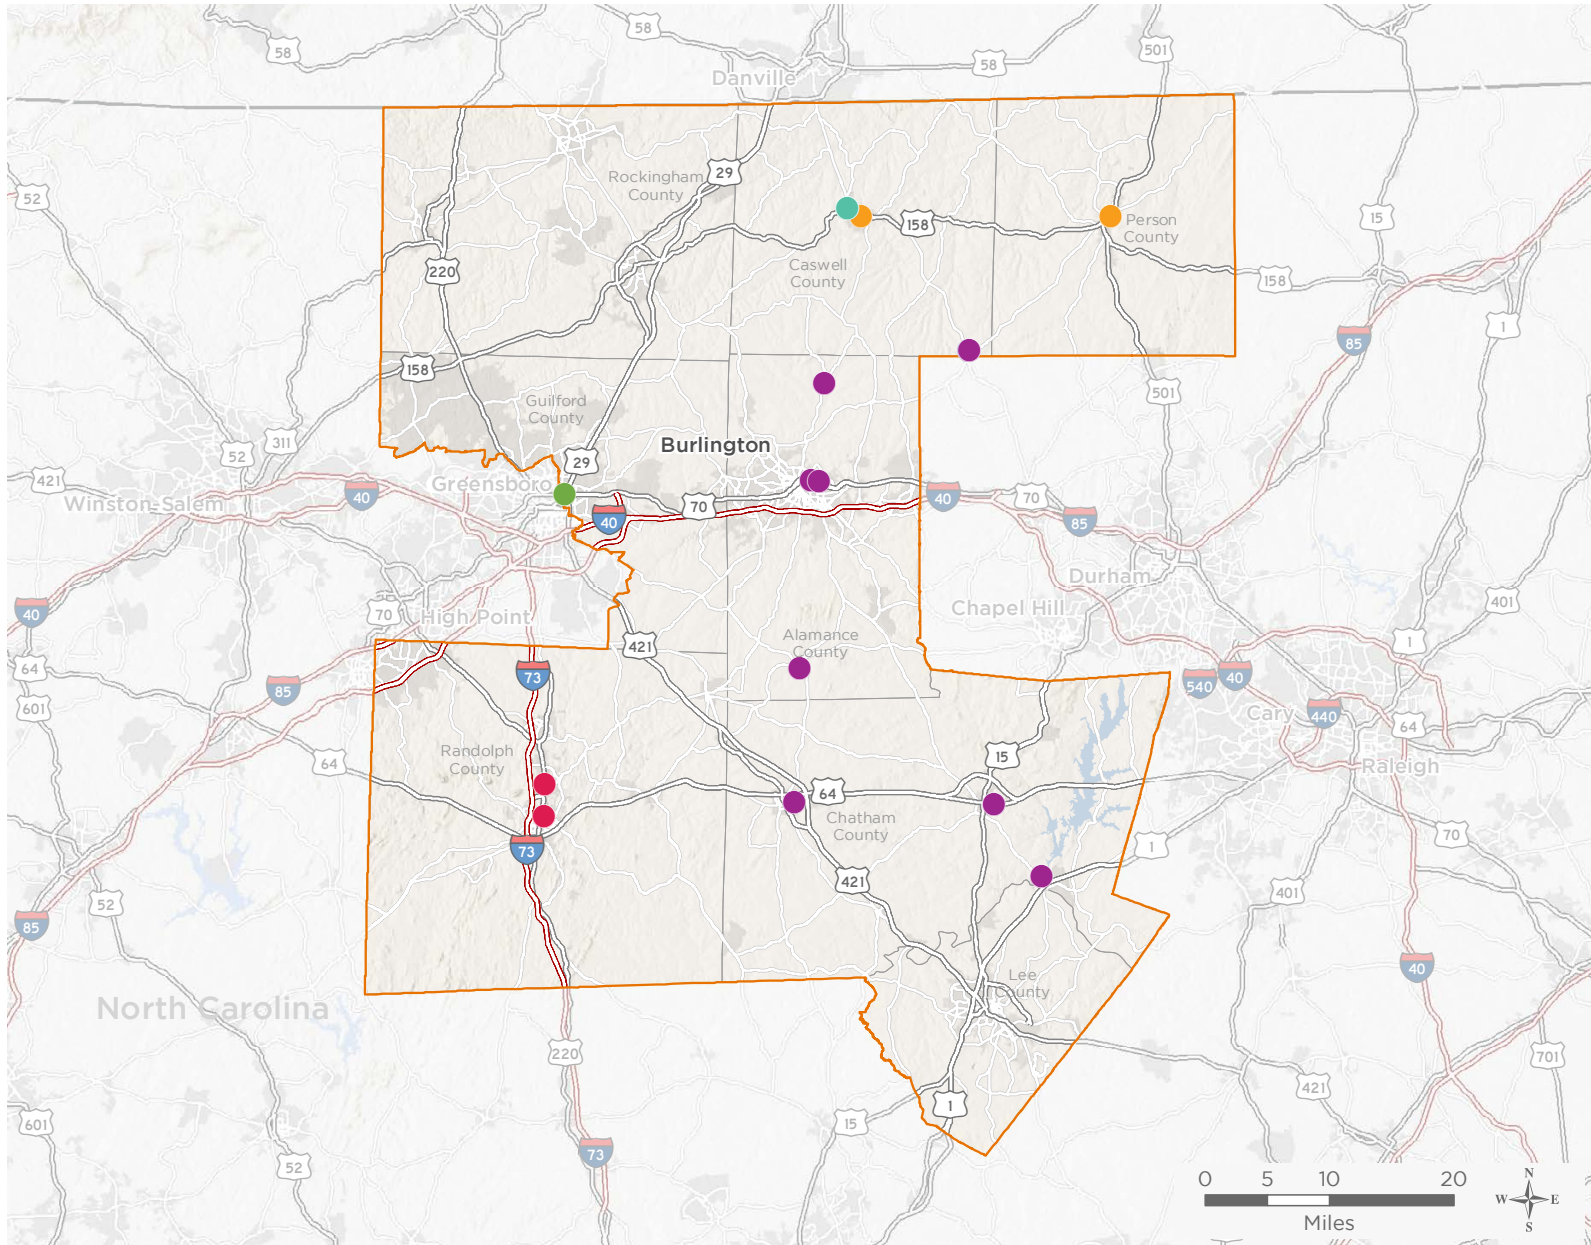 58
58
501
Danville
58
Rockingham
County
29
52
15
Person
County
158
Caswell
County
220
158
1
85
158
Guilford
County
501
311
52
Burlington
29
421
Greensboro
Winston-Salem
40
40
70
70
40
85
Durham
40
70
High Point
Chapel Hill
401
421
Alamance
County
1
64
85
73
540
40
601
Cary
440
64
Randolph
County
64
15
Raleigh
64
Chatham
County
70
73
1
421
52
401
85
Lee
County
40
North Carolina
220
701
421
1
15
601
73
52
0 5 10 20
Miles
N
W E
S